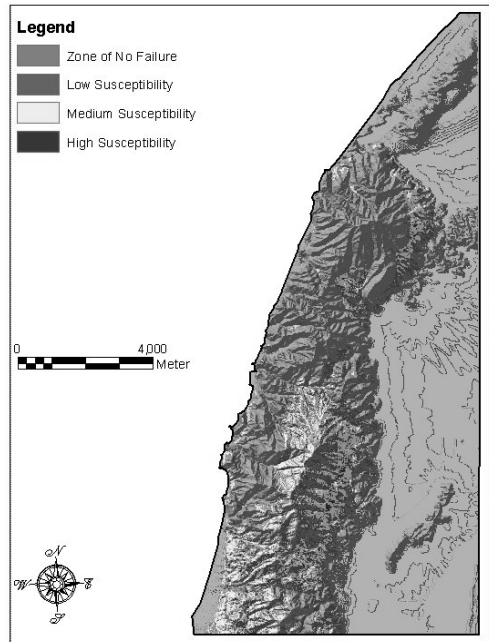 Legend
Zone of No Failure
Low Susceptibility
Medium Susceptibility
High Susceptibility
0 4,000
Meter
N
W E
S